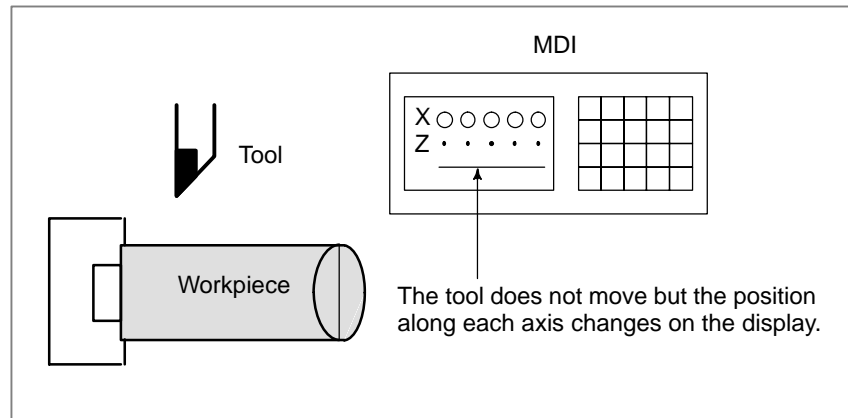 MDI
X
Z
Tool
Workpiece
The tool does not move but the position
along each axis changes on the display.